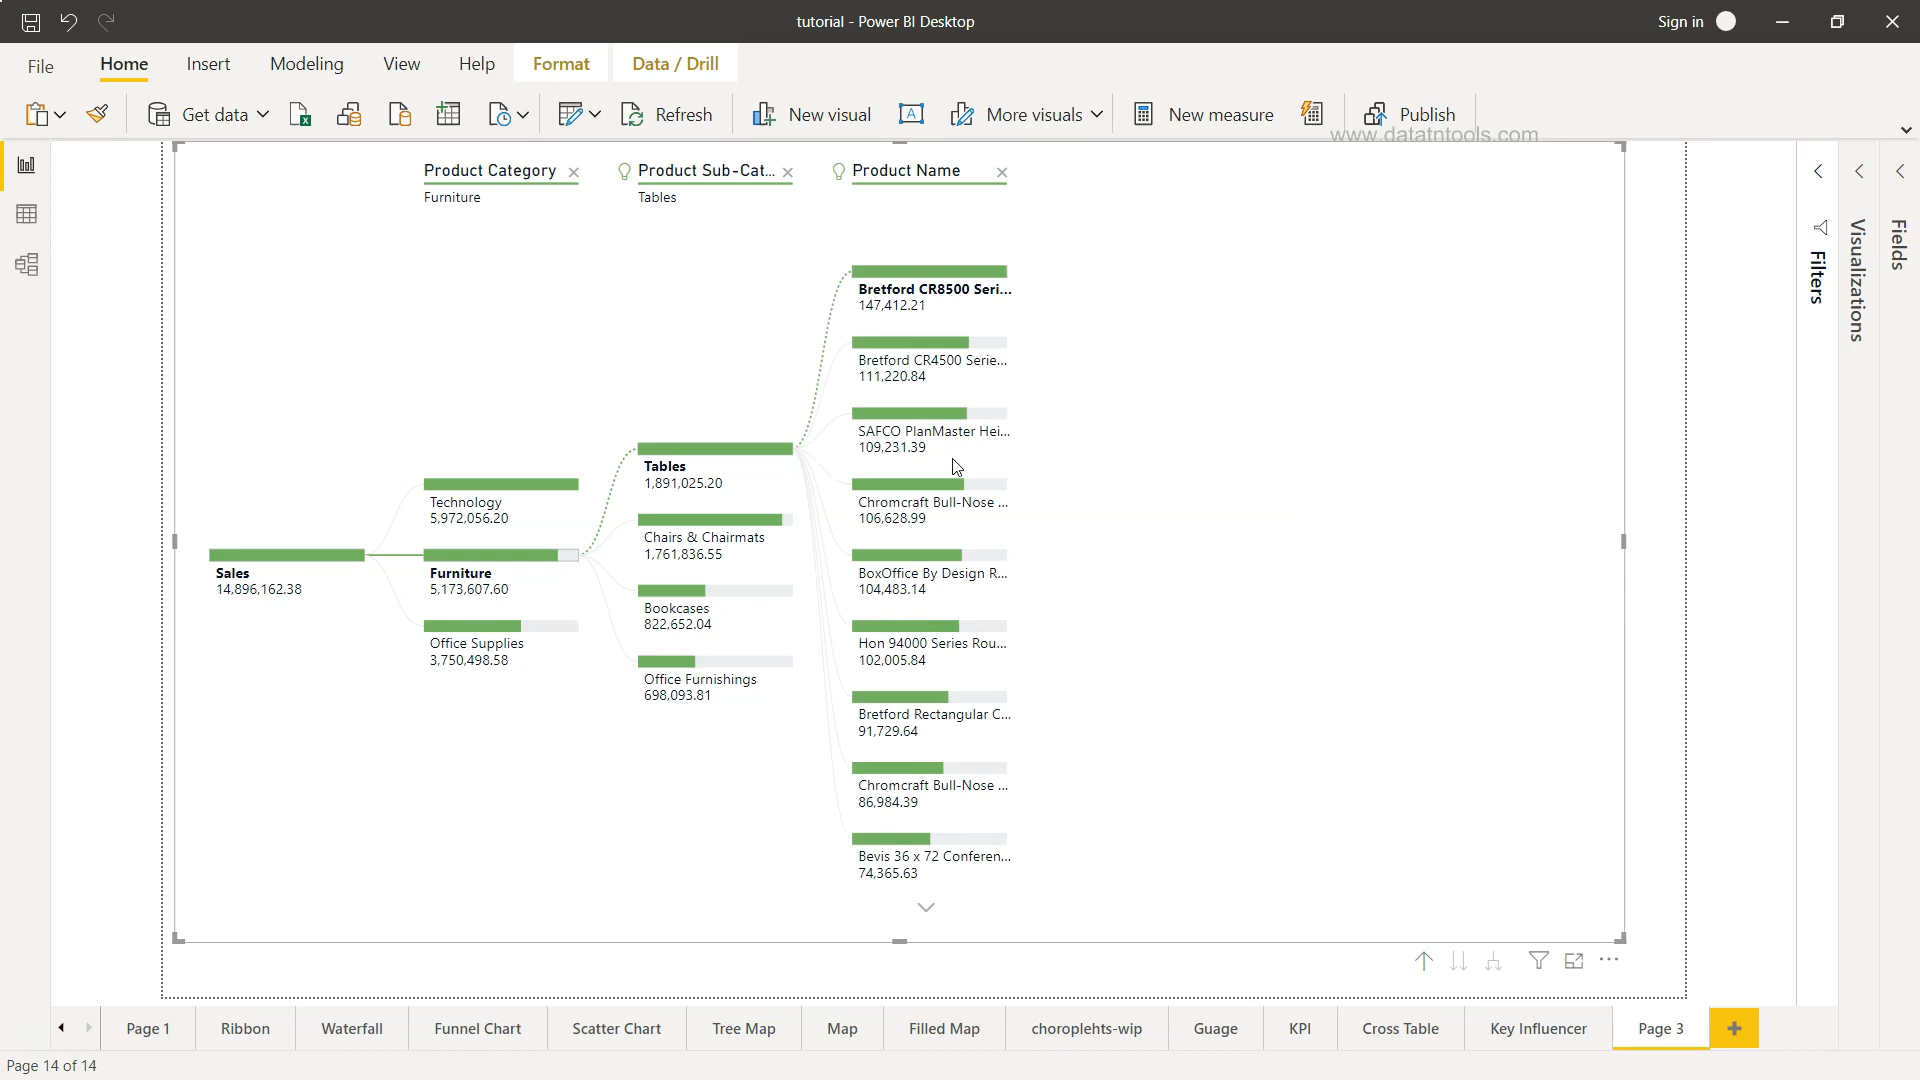 tutorial - Power BI Desktop
Sign in
File
Home
Insert
Modeling
View
Help
Format
Data / Drill
Get data
Refresh
New visual
More visuals
New measure
Publish
www.datatntools.com
Product Category
Product Sub-Cat...
Product Name
Furniture
Tables
Filters
Visualizations
Fields
Sales
14,896,162.38
Technology
5,972,056.20
Furniture
5,173,607.60
Office Supplies
3,750,498.58
Tables
1,891,025.20
Chairs & Chairmats
1,761,836.55
Bookcases
822,652.04
Office Furnishings
698,093.81
Bretford CR8500 Seri...
147,412.21
Bretford CR4500 Serie...
111,220.84
SAFCO PlanMaster Hei...
109,231.39
Chromcraft Bull-Nose ...
106,628.99
BoxOffice By Design R...
104,483.14
Hon 94000 Series Rou...
102,005.84
Bretford Rectangular C...
91,729.64
Chromcraft Bull-Nose ...
86,984.39
Bevis 36 x 72 Conferen...
74,365.63
Page 1
Ribbon
Waterfall
Funnel Chart
Scatter Chart
Tree Map
Map
Filled Map
choroplehts-wip
Guage
KPI
Cross Table
Key Influencer
Page 3
Page 14 of 14